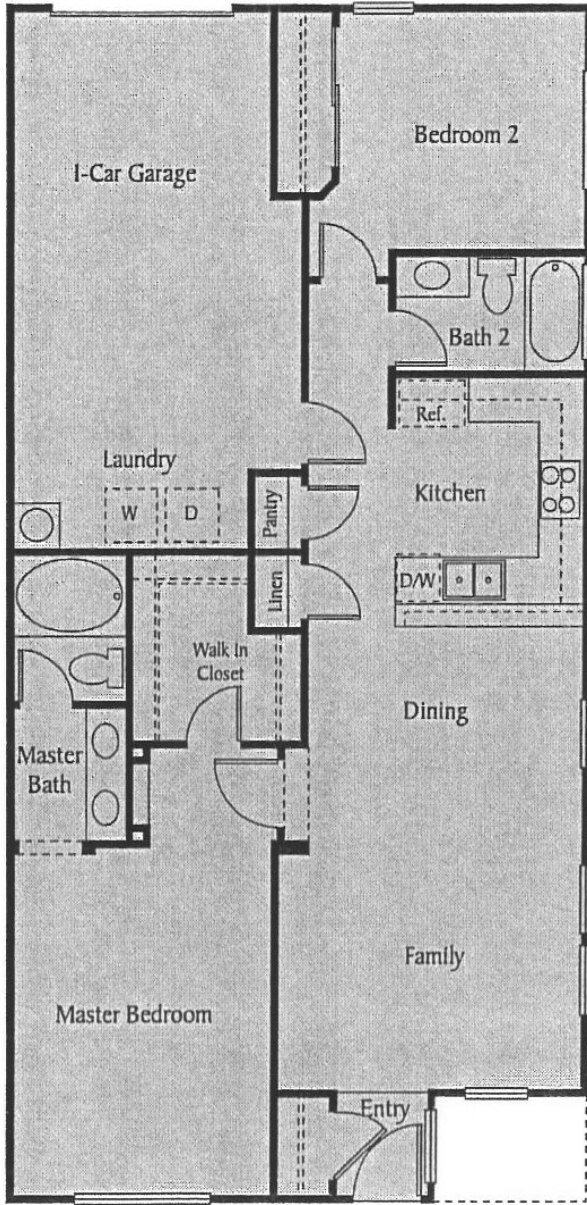 1-Car Garage
Bedroom 2
Bath 2
Ref.
Laundry
W
D
Pantry
Kitchen
D/W
Linen
Walk In
Closet
Dining
Master
Bath
Family
Master Bedroom
Entry